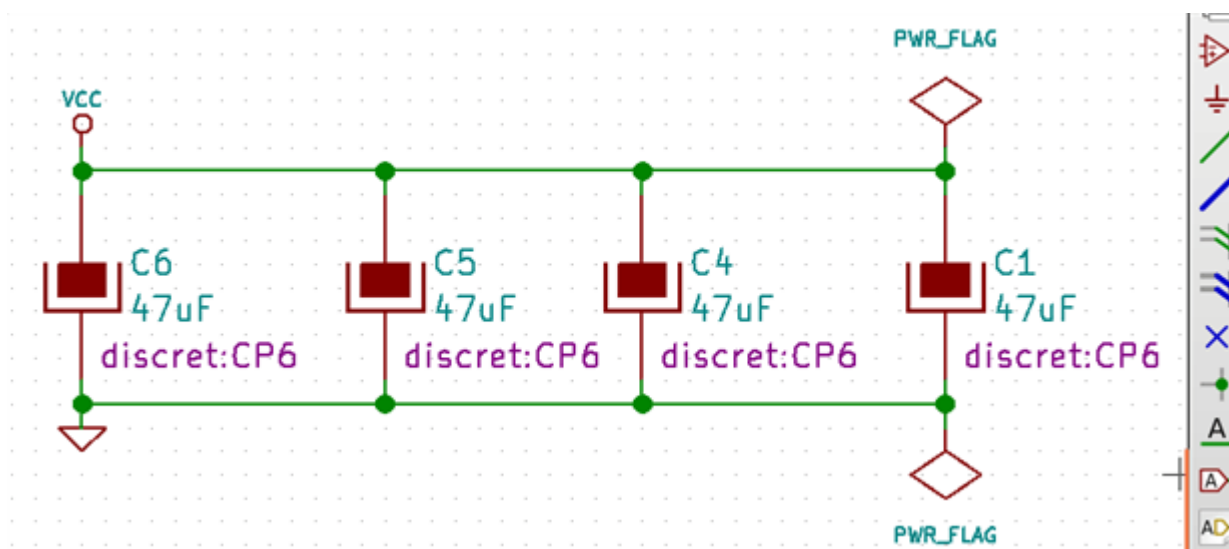 PWR_FLAG
VCC
C6
47uF
discret:CP6
C5
47uF
discret:CP6
C4
47uF
discret:CP6
C1
47uF
discret:CP6
PWR_FLAG
A
A
A